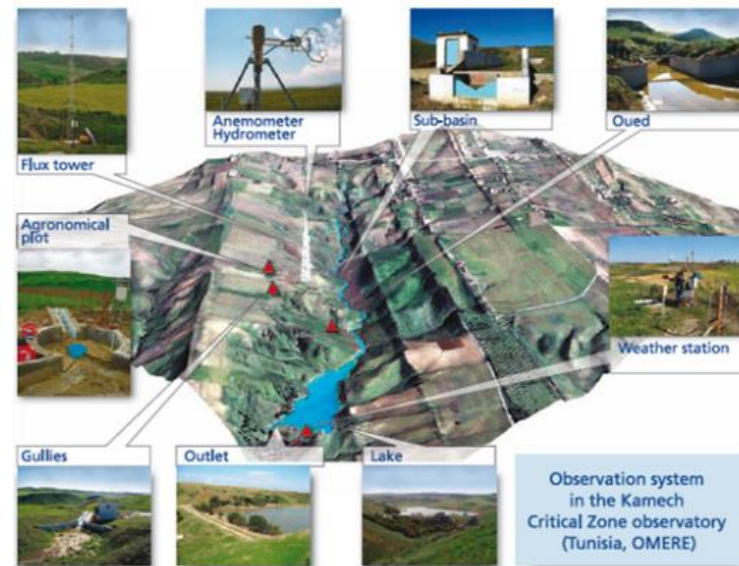 Anemometer
Hydrometer
Sub-basin
Oued
Flux tower
Agronomical
plot
Weather station
Gullies
Outlet
Lake
Observation system
in the Kamech
Critical Zone observatory
(Tunisia, OMERE)